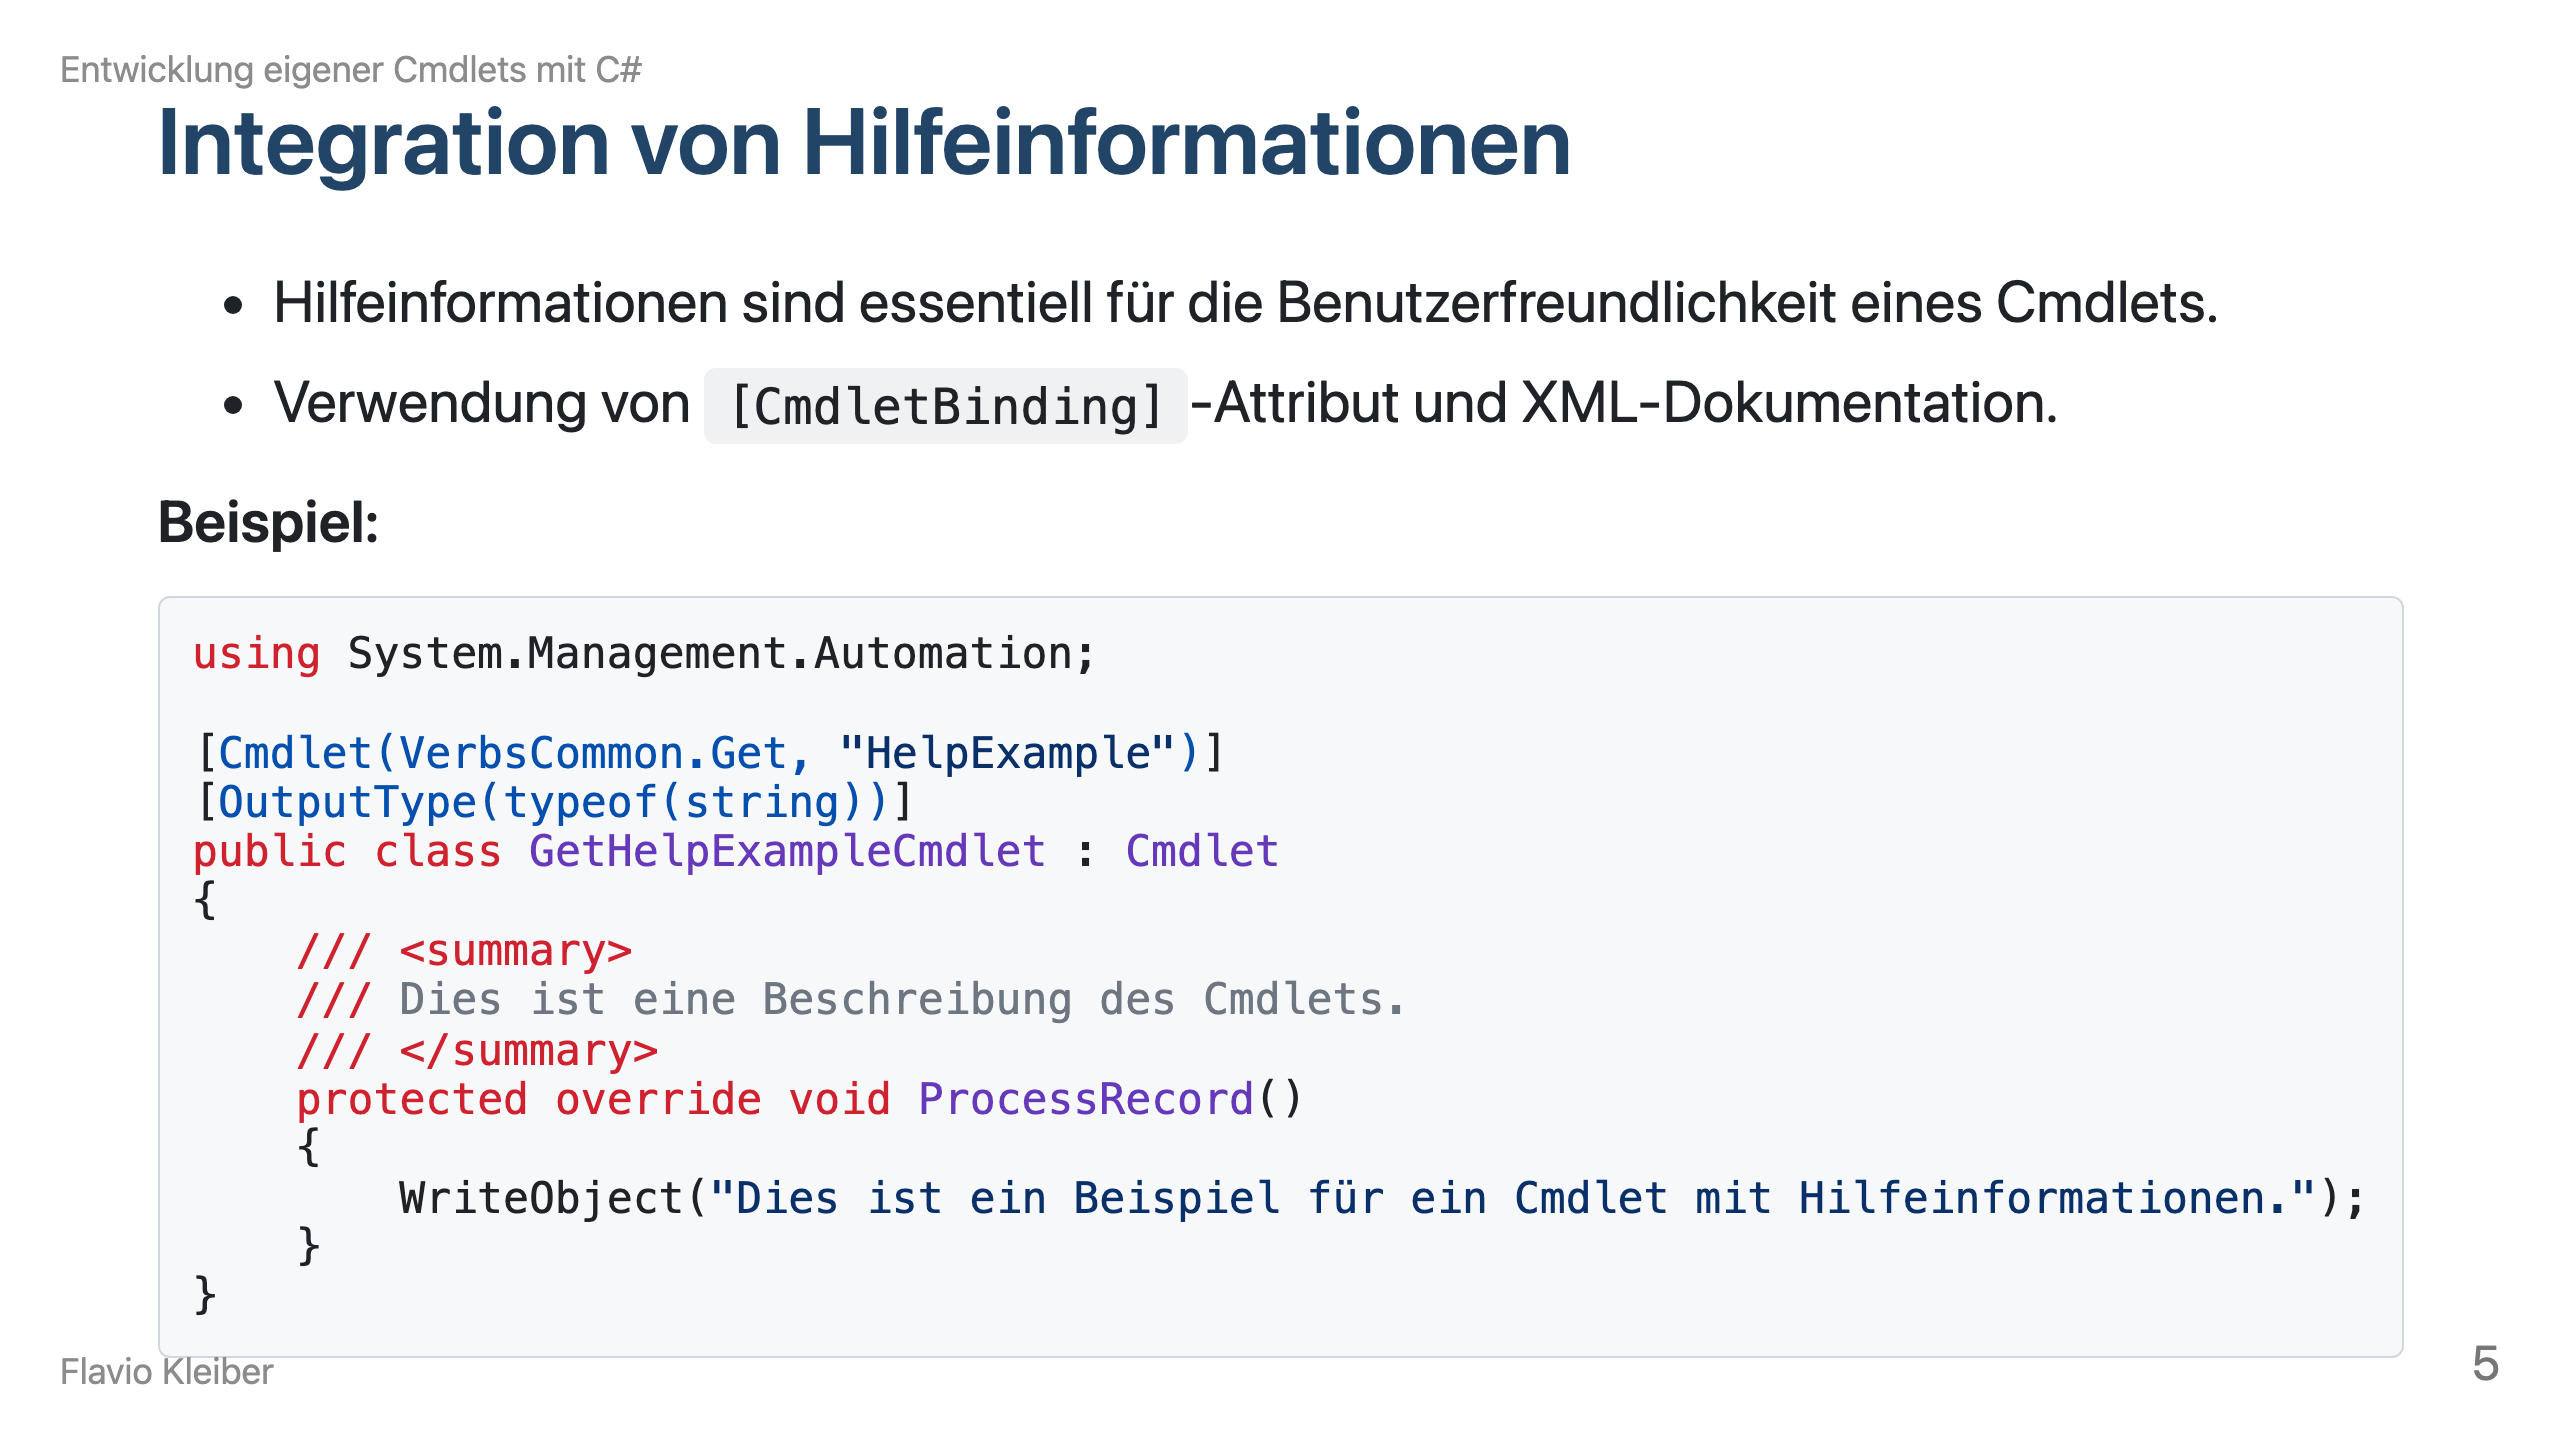 Entwicklung eigener Cmdlets mit C#
Integration von Hilfeinformationen
• Hilfeinformationen sind essentiell für die Benutzerfreundlichkeit eines Cmdlets.
• Verwendung von [CmdletBinding] -Attribut und XML-Dokumentation.
Beispiel:
using System.Management.Automation;
[Cmdlet(VerbsCommon.Get, "HelpExample")]
[OutputType(typeof(string))]
public class GetHelpExampleCmdlet : Cmdlet
{
    /// <summary>
    /// Dies ist eine Beschreibung des Cmdlets.
    /// </summary>
    protected override void ProcessRecord()
    {
        WriteObject("Dies ist ein Beispiel für ein Cmdlet mit Hilfeinformationen.");
    }
}
Flavio Kleiber
5